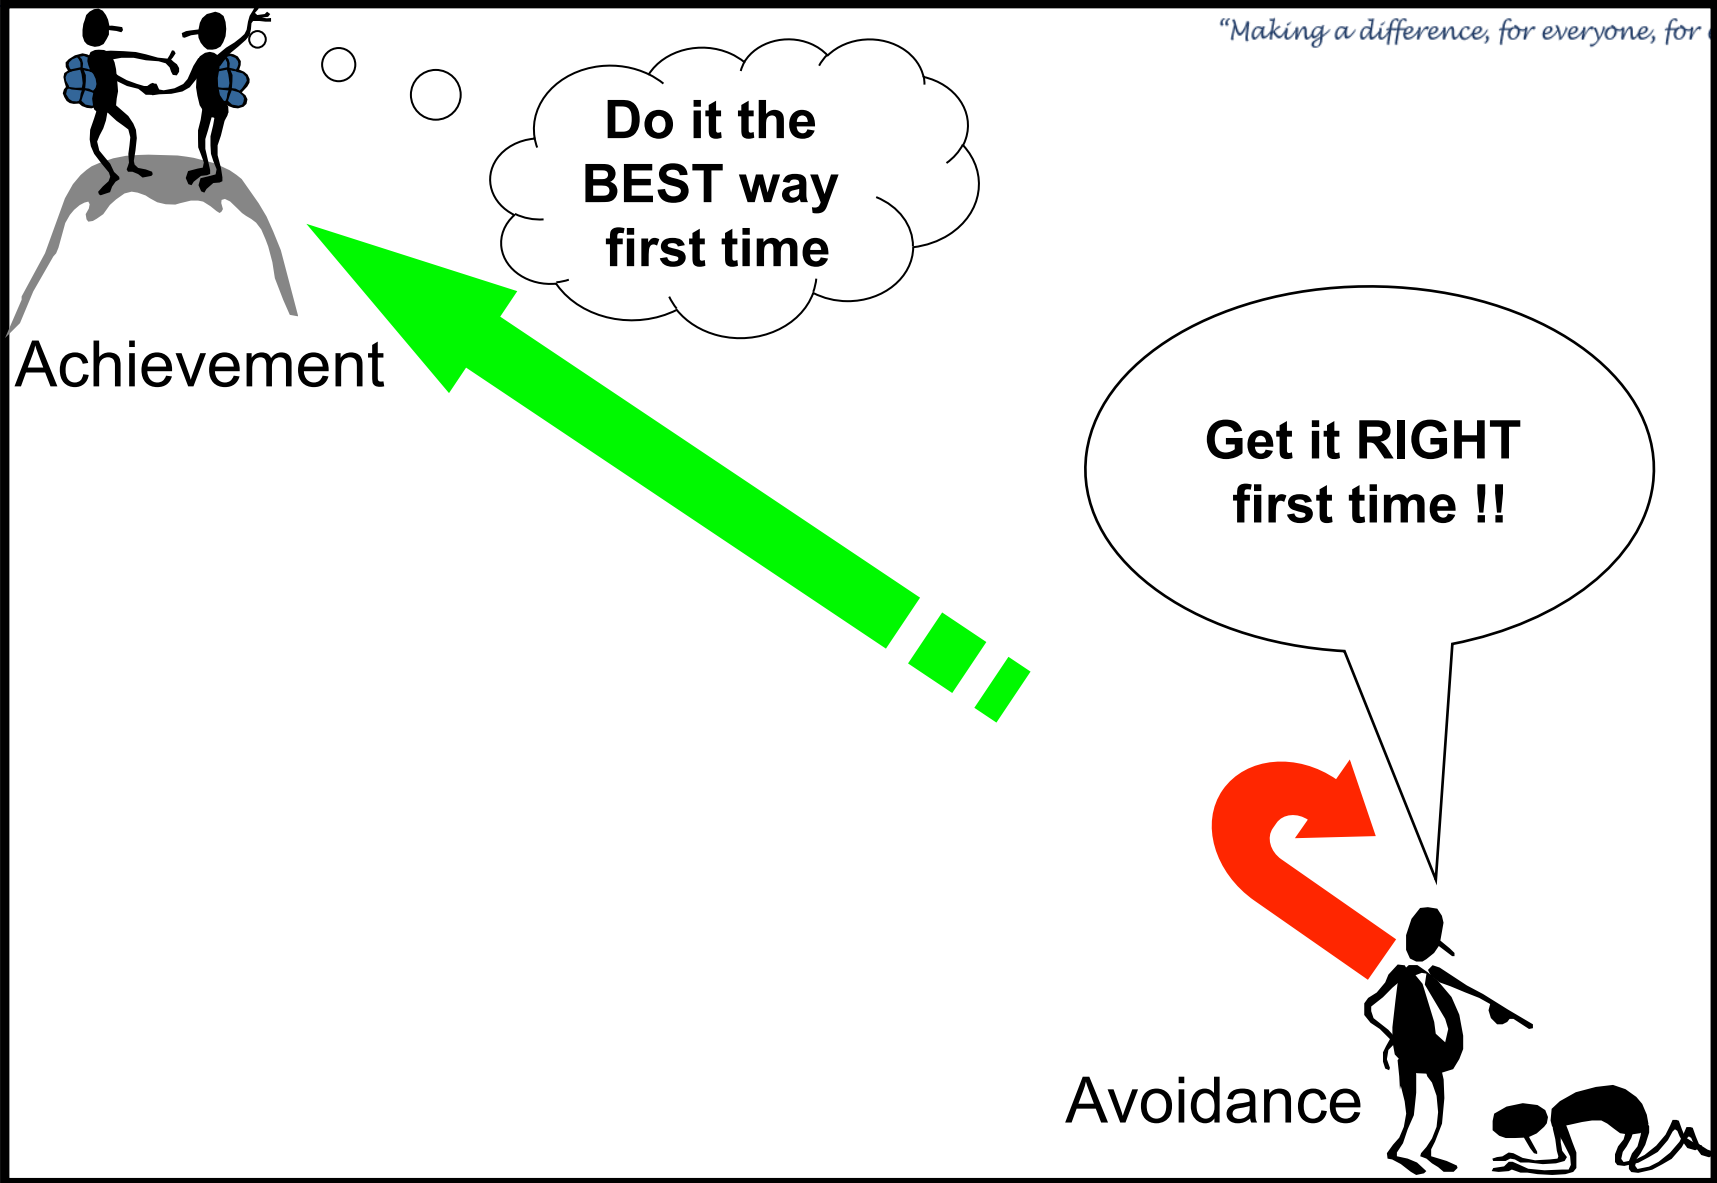 “Making a difference, for everyone, for
Do it the
BEST way
first time
Achievement
Get it RIGHT
first time !!
Avoidance